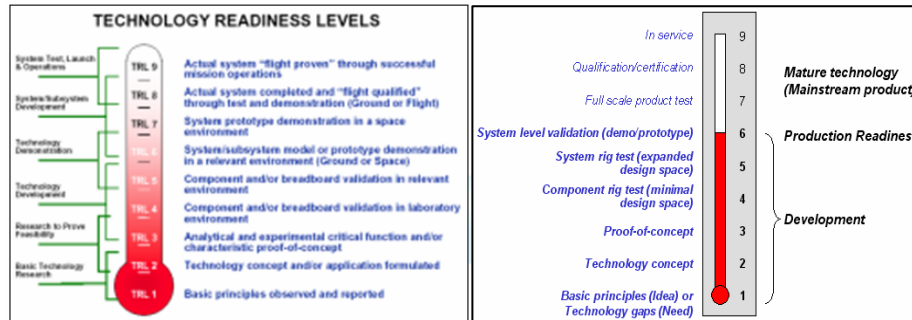 TECHNOLOGY READINESS LEVELS
System Test, Launch
& Operations
System/Subsystem
Development
Technology
Demonstration
Technology
Development
Research to Prove
Feasibility
Basic Technology
Research
TRL 9
TRL 8
TRL 7
TRL 6
TRL 5
TRL 4
TRL 3
TRL 2
TRL 1
Actual system "flight proven" through successful
mission operations
Actual system completed and "flight qualified"
through test and demonstration (Ground or Flight)
System prototype demonstration in a space
environment
System/subsystem model or prototype demonstration
in a relevant environment (Ground or Space)
Component and/or breadboard validation in relevant
environment
Component and/or breadboard validation in laboratory
environment
Analytical and experimental critical function and/or
characteristic proof-of-concept
Technology concept and/or application formulated
Basic principles observed and reported
In service
Qualification/certification
Full scale product test
System level validation (demo/prototype)
System rig test (expanded
design space)
Component rig test (minimal
design space)
Proof-of-concept
Technology concept
Basic principles (Idea) or
Technology gaps (Need)
9
8
7
6
5
4
3
2
1
Mature technology
(Mainstream product)
Production Readines
Development